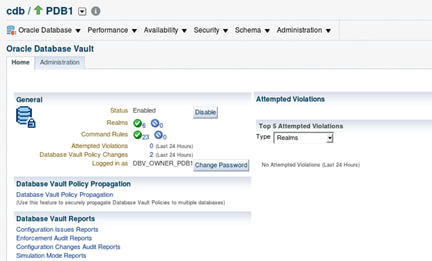 cdb / PDB1
Oracle Database Performance Availability Security Schema Administration
Oracle Database Vault
Home Administration
General
Status Enabled Disable
Realms 6 0
Command Rules 23 0
Attempted Violations 0 (Last 24 Hours)
Database Vault Policy Changes 2 (Last 24 Hours)
Logged in as DBV_OWNER_PDB1 Change Password
Database Vault Policy Propagation
Database Vault Policy Propagation
(Use this feature to securely propagate Database Vault Policies to multiple databases)
Database Vault Reports
Configuration Issues Reports
Enforcement Audit Reports
Configuration Changes Audit Reports
Simulation Mode Reports
Attempted Violations
Top 5 Attempted Violations
Type Realms
No Attempted Violations (Last 24 Hours)